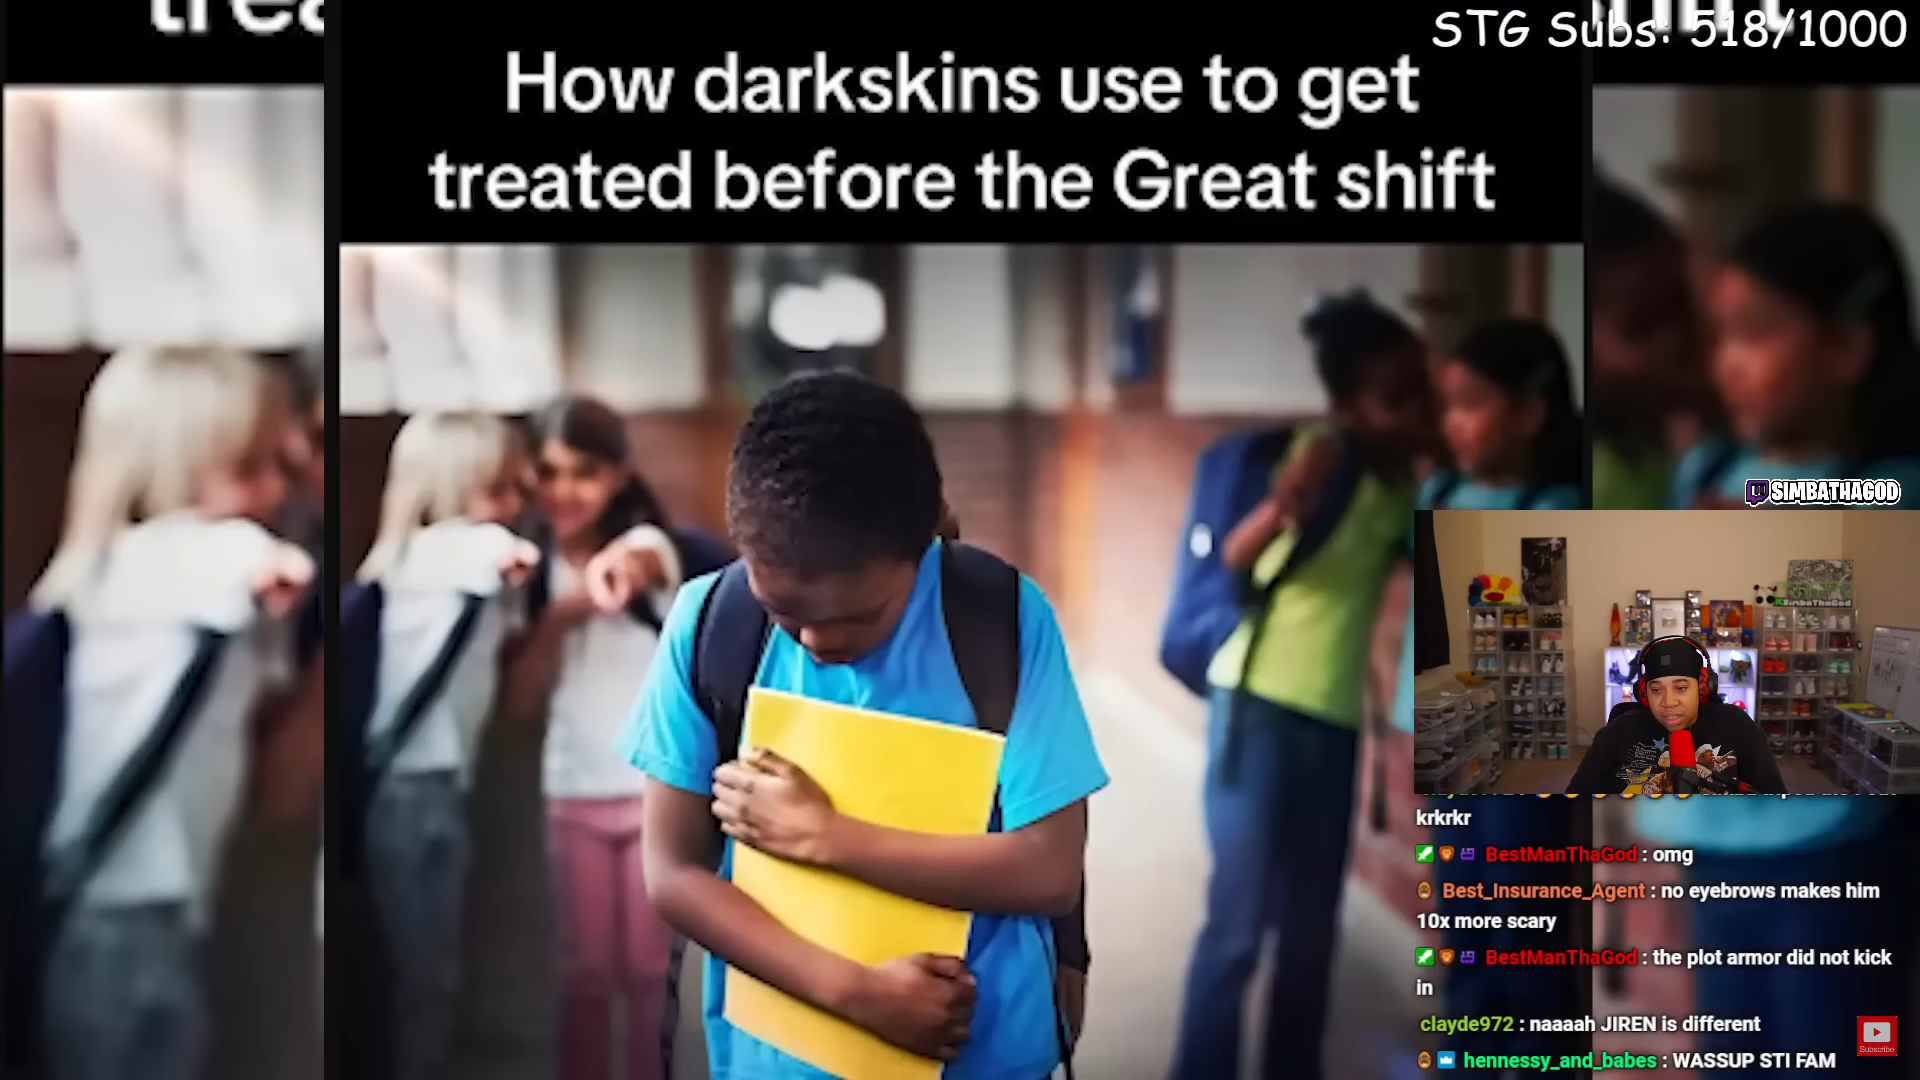 STG Subs: 518/1000
How darkskins use to get
treated before the Great shift
SIMBATHAGOD
krkrkr
BestManThaGod : omg
Best_Insurance_Agent : no eyebrows makes him
10x more scary
BestManThaGod : the plot armor did not kick
in
clayde972 : naaaah JIREN is different
hennessy_and_babes : WASSUP STI FAM
Subscribe